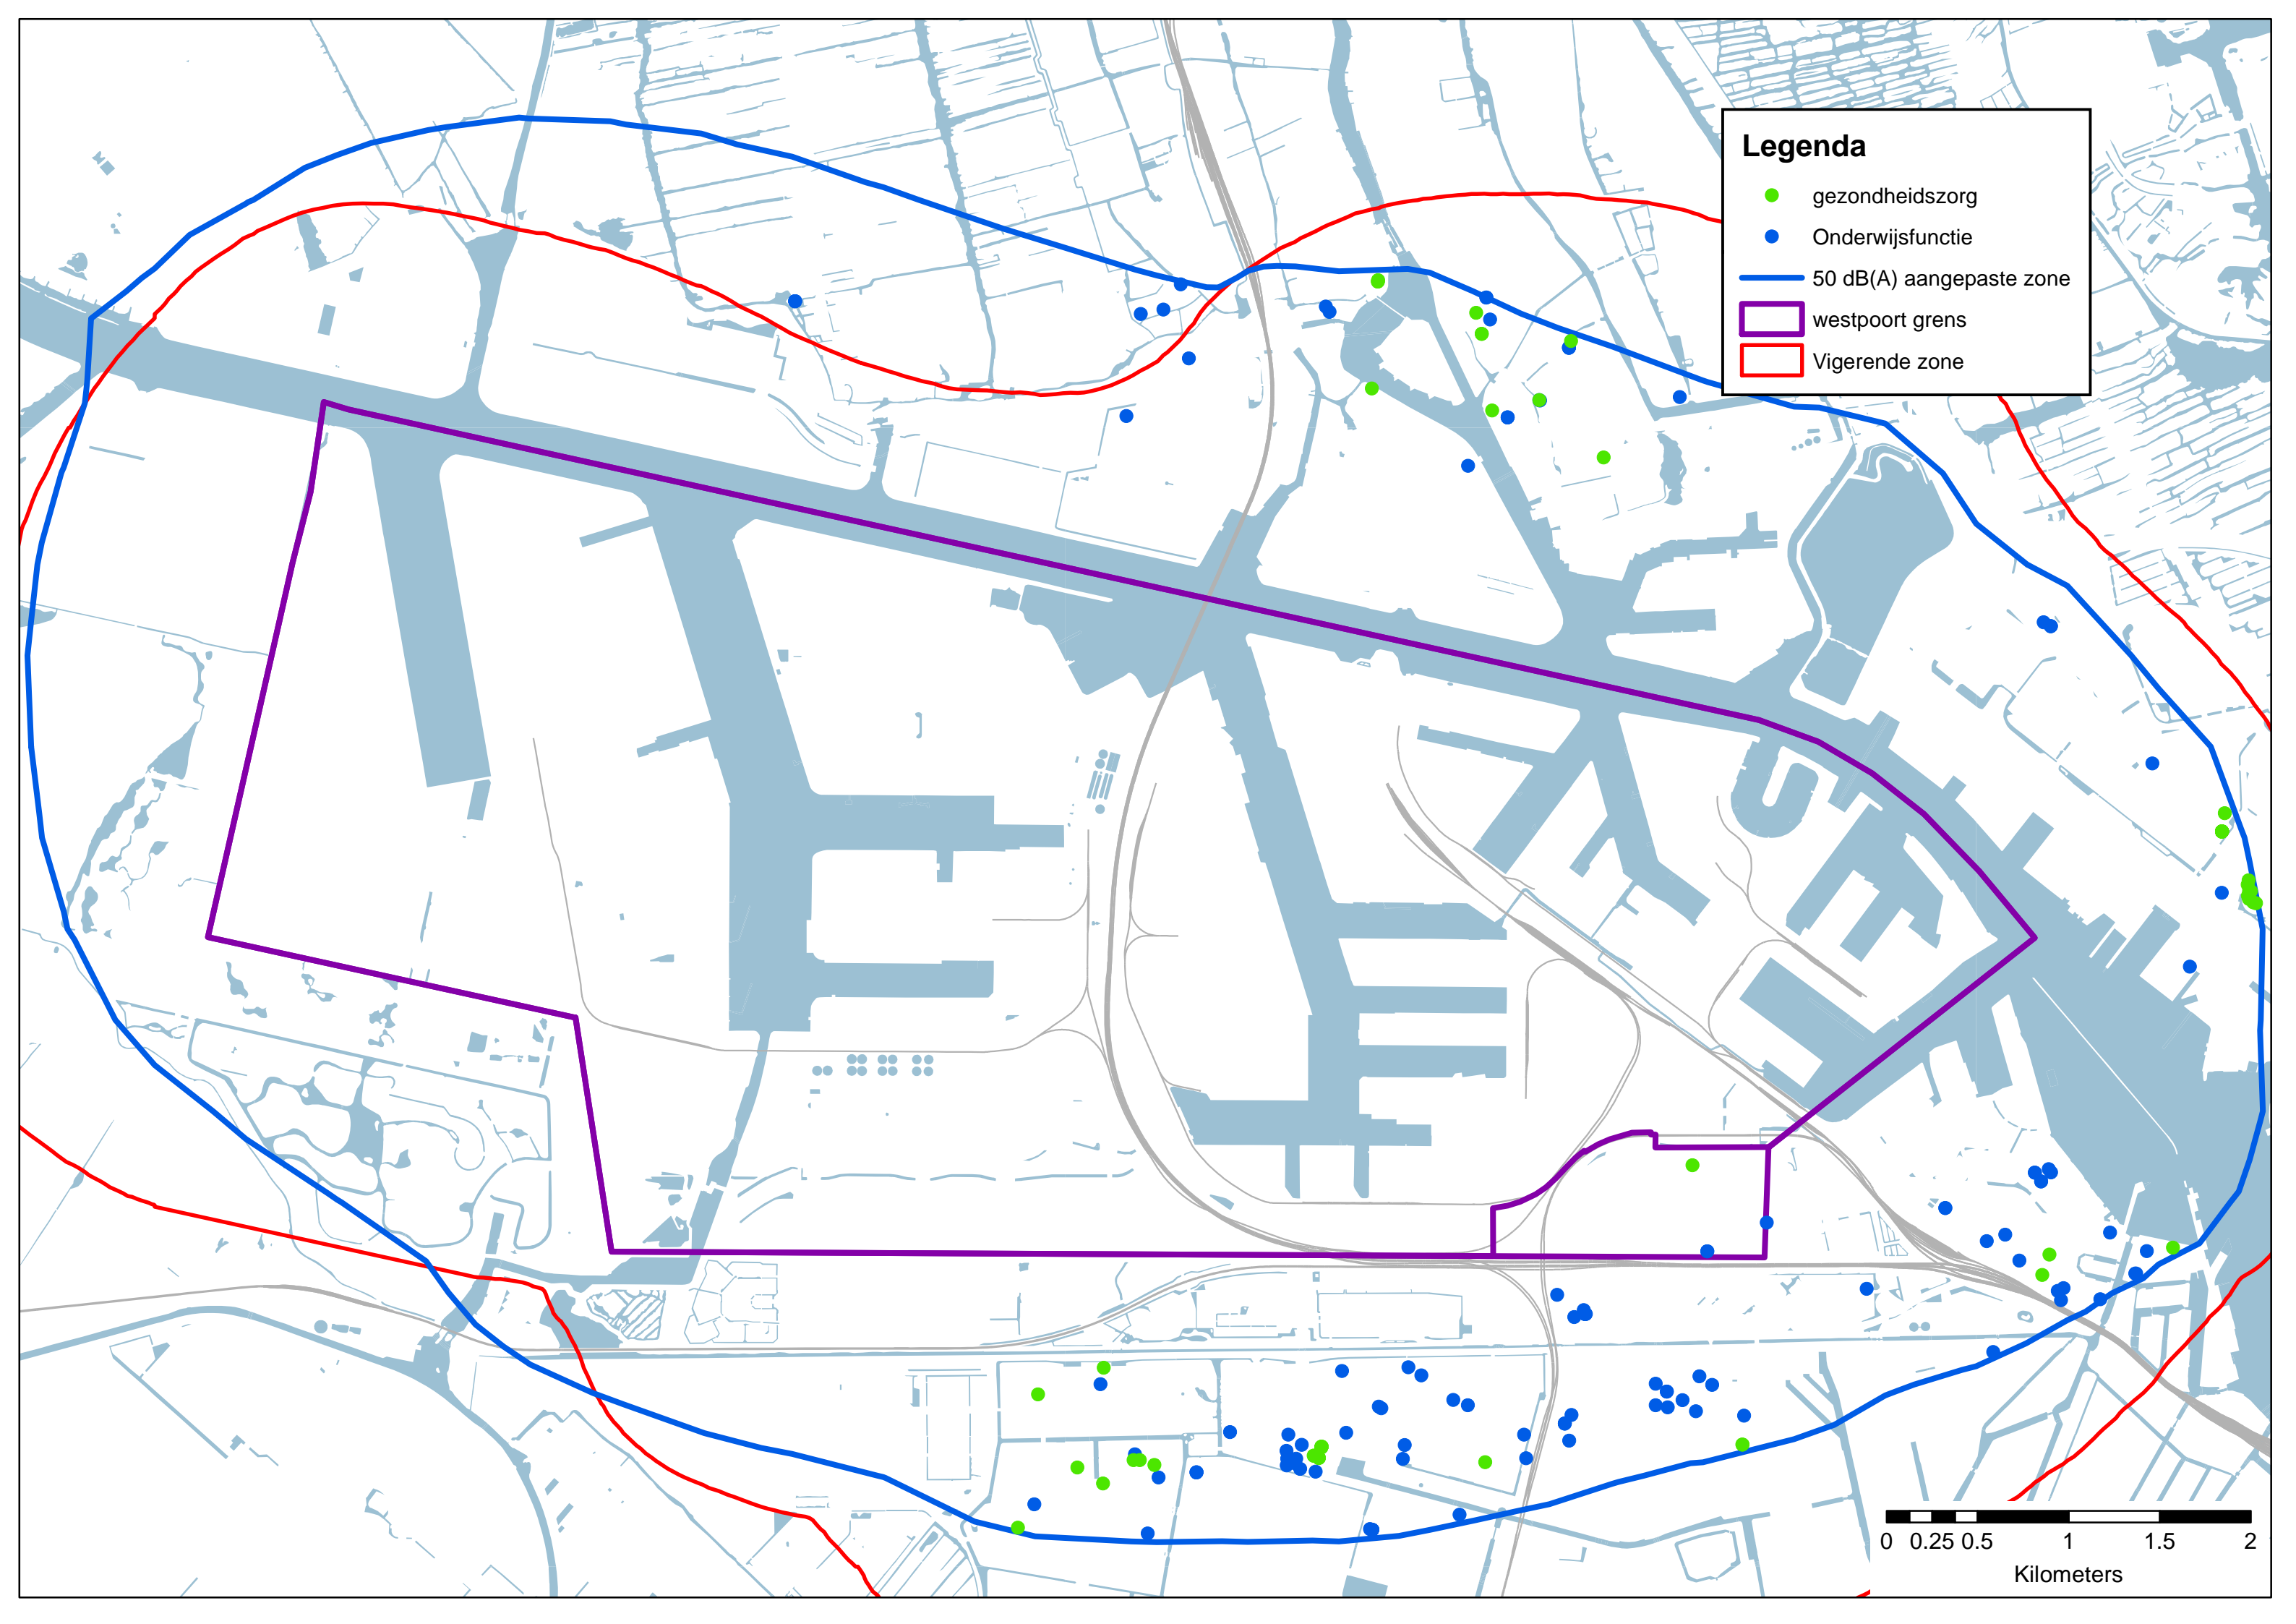 Legenda
gezondheidszorg
Onderwijsfunctie
50 dB(A) aangepaste zone
westpoort grens
Vigerende zone
0 0.25 0.5 1 1.5 2
Kilometers